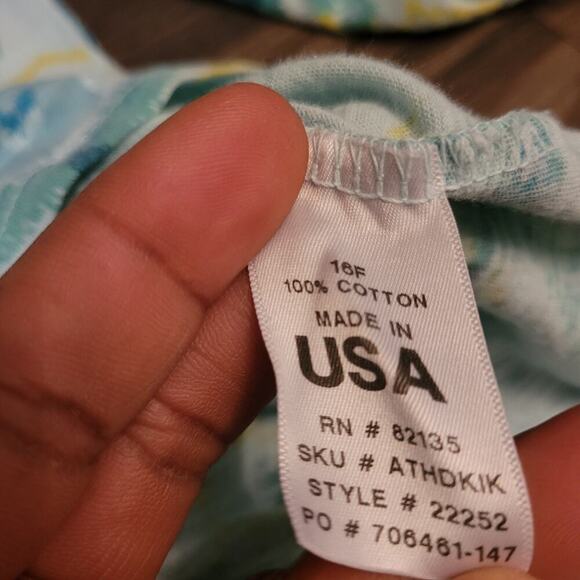 16F
100% COTTON
MADE IN
USA
RN # 82135
SKU # ATHDKIK
STYLE # 22252
PO # 706461-147